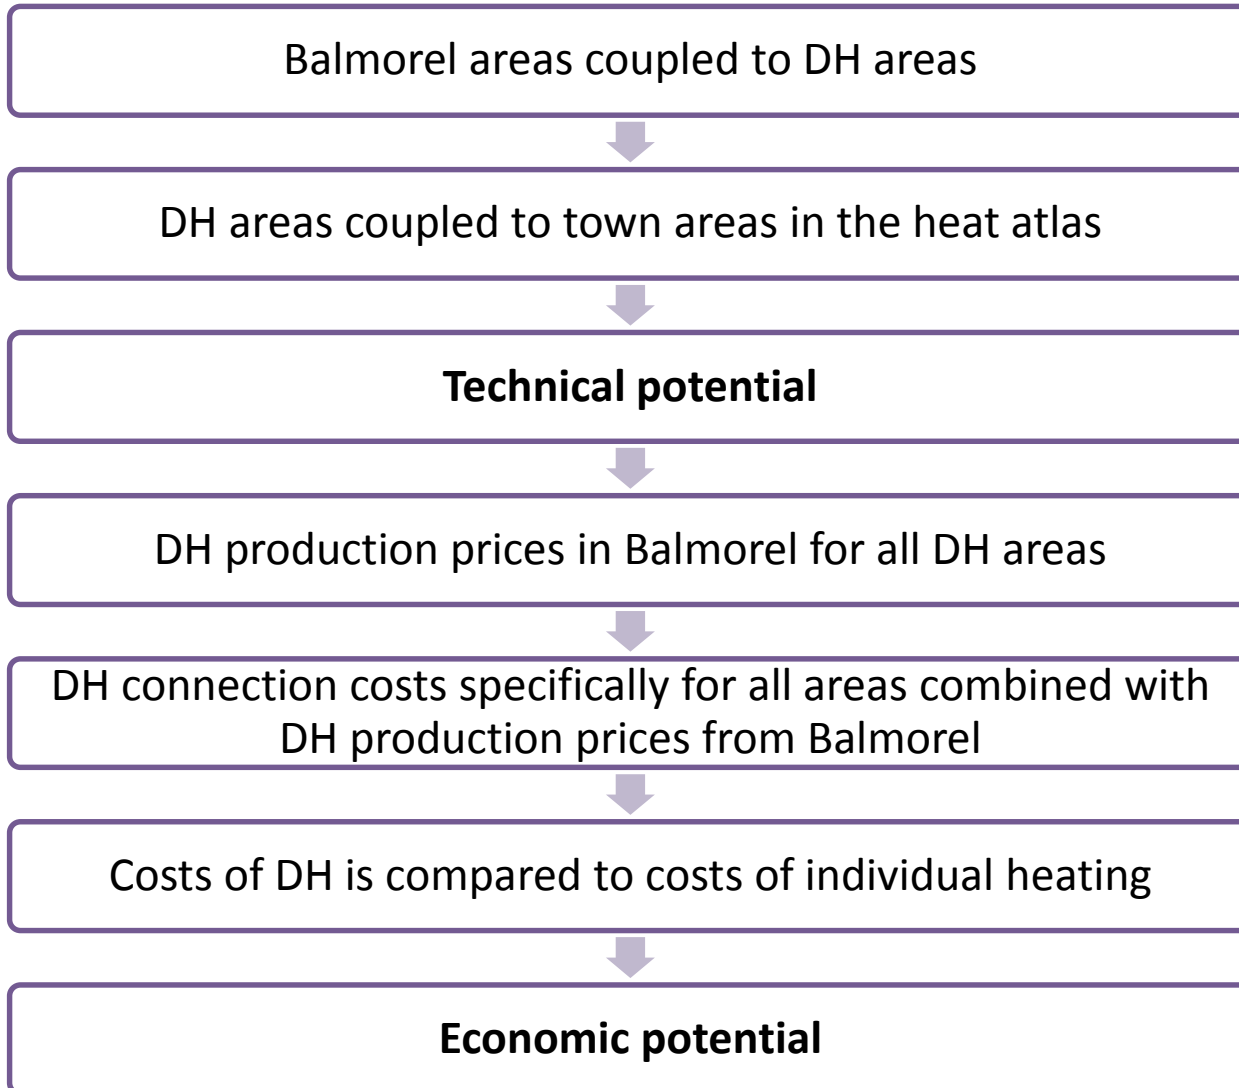 Balmorel areas coupled to DH areas
DH areas coupled to town areas in the heat atlas
Technical potential
DH production prices in Balmorel for all DH areas
DH connection costs specifically for all areas combined with
DH production prices from Balmorel
Costs of DH is compared to costs of individual heating
Economic potential